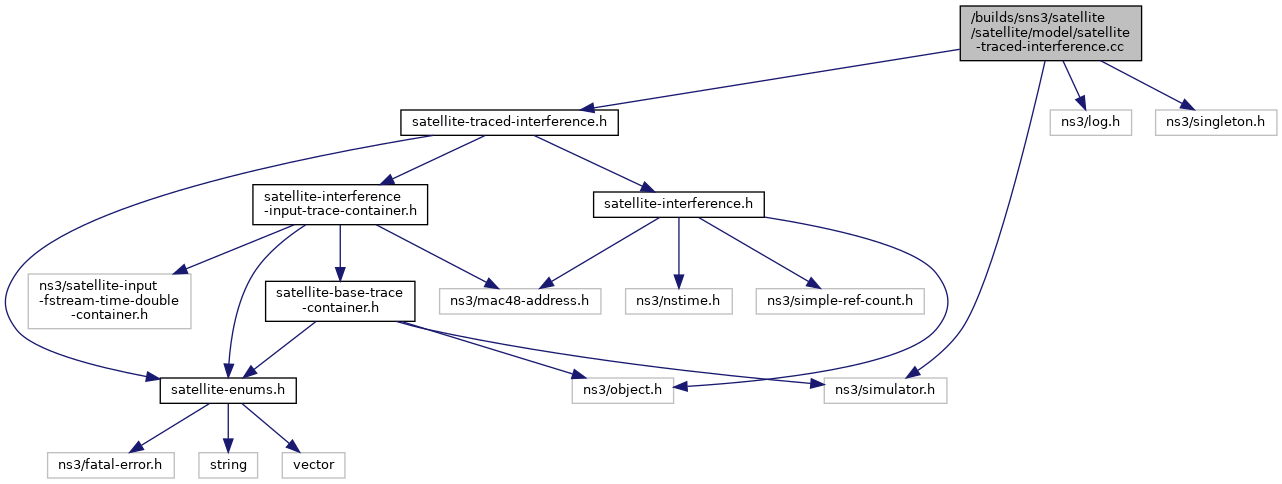 /builds/sns3/satellite
/satellite/model/satellite
-traced-interference.cc
satellite-traced-interference.h
ns3/log.h
ns3/singleton.h
satellite-interference
-input-trace-container.h
satellite-interference.h
ns3/satellite-input
-fstream-time-double
-container.h
satellite-base-trace
-container.h
ns3/mac48-address.h
ns3/nstime.h
ns3/simple-ref-count.h
satellite-enums.h
ns3/object.h
ns3/simulator.h
ns3/fatal-error.h
string
vector